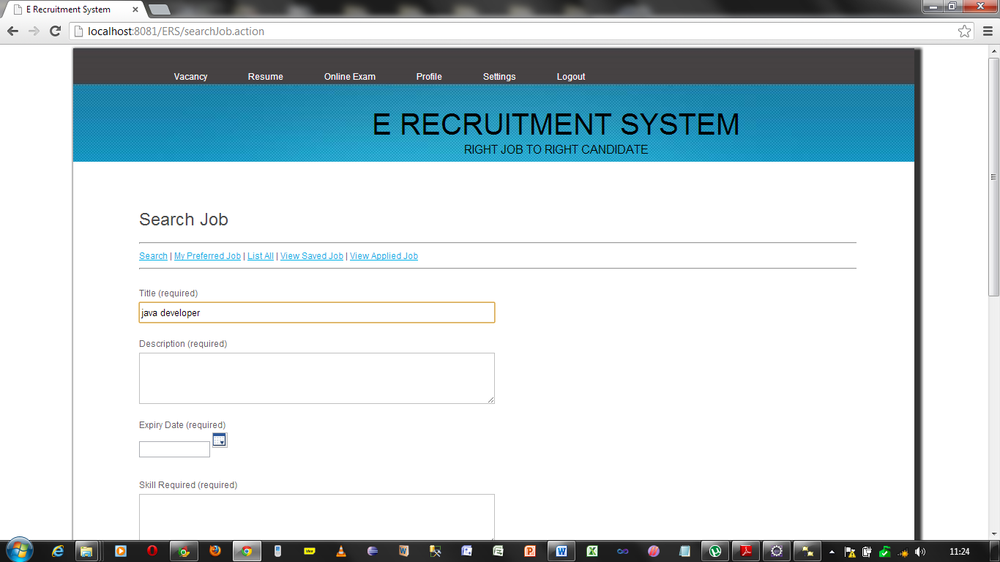 E Recruitment System
localhost:8081/ERS/searchJob.action
Vacancy Resume Online Exam Profile Settings Logout
E RECRUITMENT SYSTEM
RIGHT JOB TO RIGHT CANDIDATE
Search Job
Search | My Preferred Job | List All | View Saved Job | View Applied Job
Title (required)
java developer
Description (required)
Expiry Date (required)
Skill Required (required)
11:24